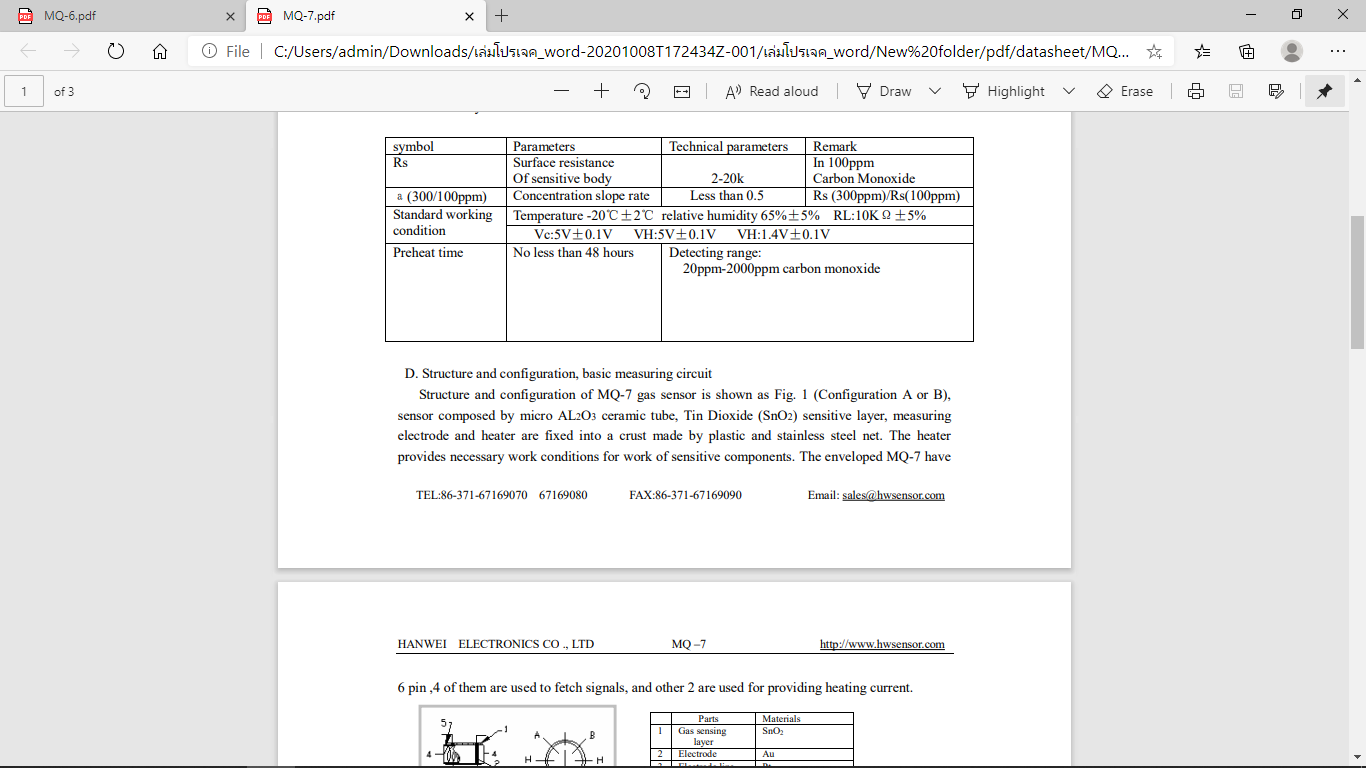 MQ-6.pdf
MQ-7.pdf
File
C:/Users/admin/Downloads/เล่มโปรเจค_word-20201008T172434Z-001/เล่มโปรเจค_word/New%20folder/pdf/datasheet/MQ...
1 of 3
Read aloud
Draw
Highlight
Erase
symbol Parameters Technical parameters Remark
Rs Surface resistance In 100ppm
Of sensitive body 2-20k Carbon Monoxide
a (300/100ppm) Concentration slope rate Less than 0.5 Rs (300ppm)/Rs(100ppm)
Standard working Temperature -20℃±2℃ relative humidity 65%±5% RL:10KΩ±5%
condition Vc:5V±0.1V VH:5V±0.1V VH:1.4V±0.1V
Preheat time No less than 48 hours Detecting range:
20ppm-2000ppm carbon monoxide
D. Structure and configuration, basic measuring circuit
Structure and configuration of MQ-7 gas sensor is shown as Fig. 1 (Configuration A or B),
sensor composed by micro AL2O3 ceramic tube, Tin Dioxide (SnO2) sensitive layer, measuring
electrode and heater are fixed into a crust made by plastic and stainless steel net. The heater
provides necessary work conditions for work of sensitive components. The enveloped MQ-7 have
TEL:86-371-67169070 67169080 FAX:86-371-67169090 Email: sales@hwsensor.com
HANWEI ELECTRONICS CO ., LTD MQ –7 http://www.hwsensor.com
6 pin ,4 of them are used to fetch signals, and other 2 are used for providing heating current.
5 1 A B
4 4 H H
2
Parts Materials
1 Gas sensing SnO2
layer
2 Electrode Au